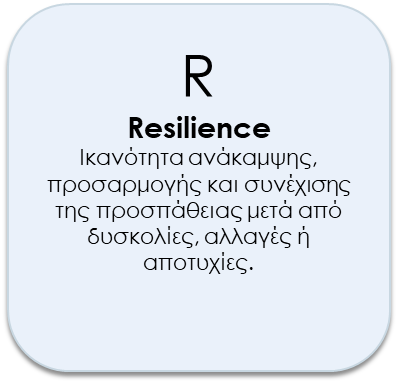 R
Resilience
Ικανότητα ανάκαμψης,
προσαρμογής και συνέχισης
της προσπάθειας μετά από
δυσκολίες, αλλαγές ή
αποτυχίες.